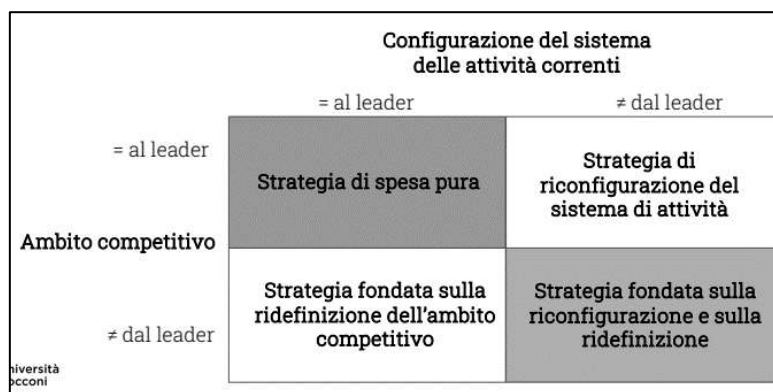 Configurazione del sistema
delle attività correnti
= al leader
≠ dal leader
= al leader
Strategia di spesa pura
Strategia di
riconfigurazione del
sistema di attività
Ambito competitivo
≠ dal leader
Strategia fondata sulla
ridefinizione dell'ambito
competitivo
Strategia fondata sulla
riconfigurazione e sulla
ridefinizione
niversità
occoni